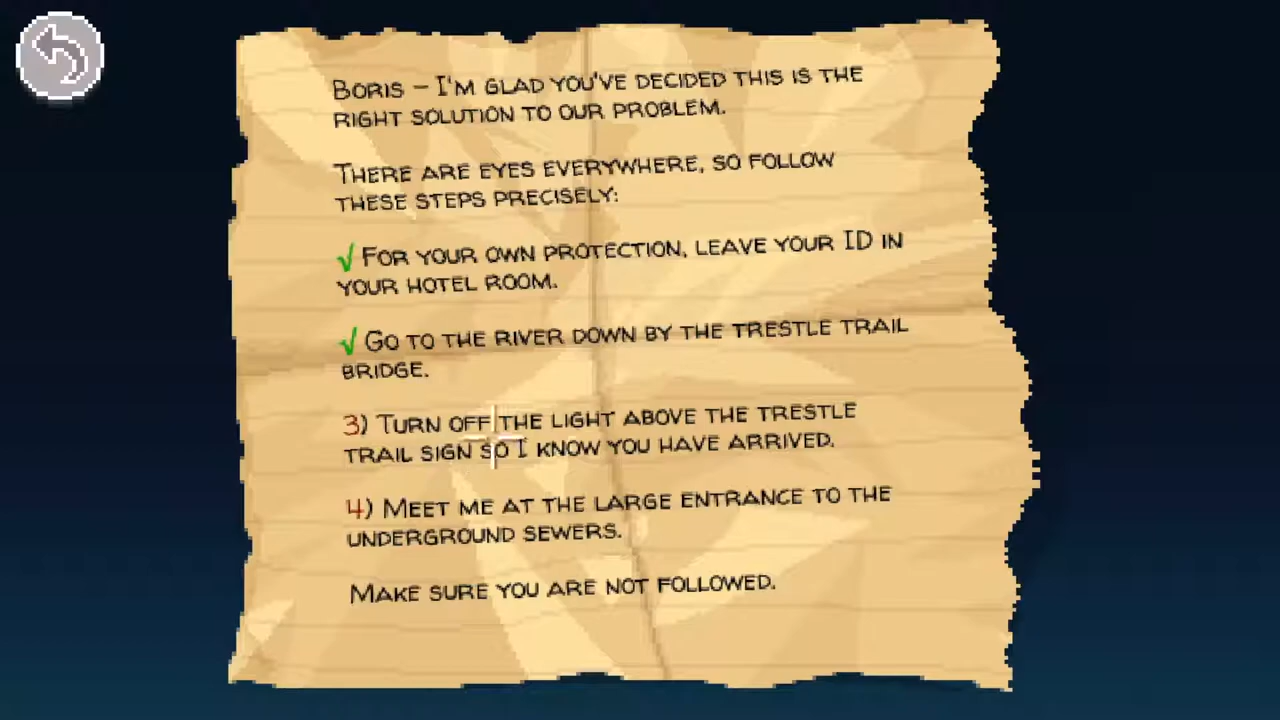 Boris – I'm glad you've decided this is the
right solution to our problem.
There are eyes everywhere, so follow
these steps precisely:
√ For your own protection, leave your ID in
your hotel room.
√ Go to the river down by the trestle trail
bridge.
3) Turn off the light above the trestle
trail sign so I know you have arrived.
4) Meet me at the large entrance to the
underground sewers.
Make sure you are not followed.